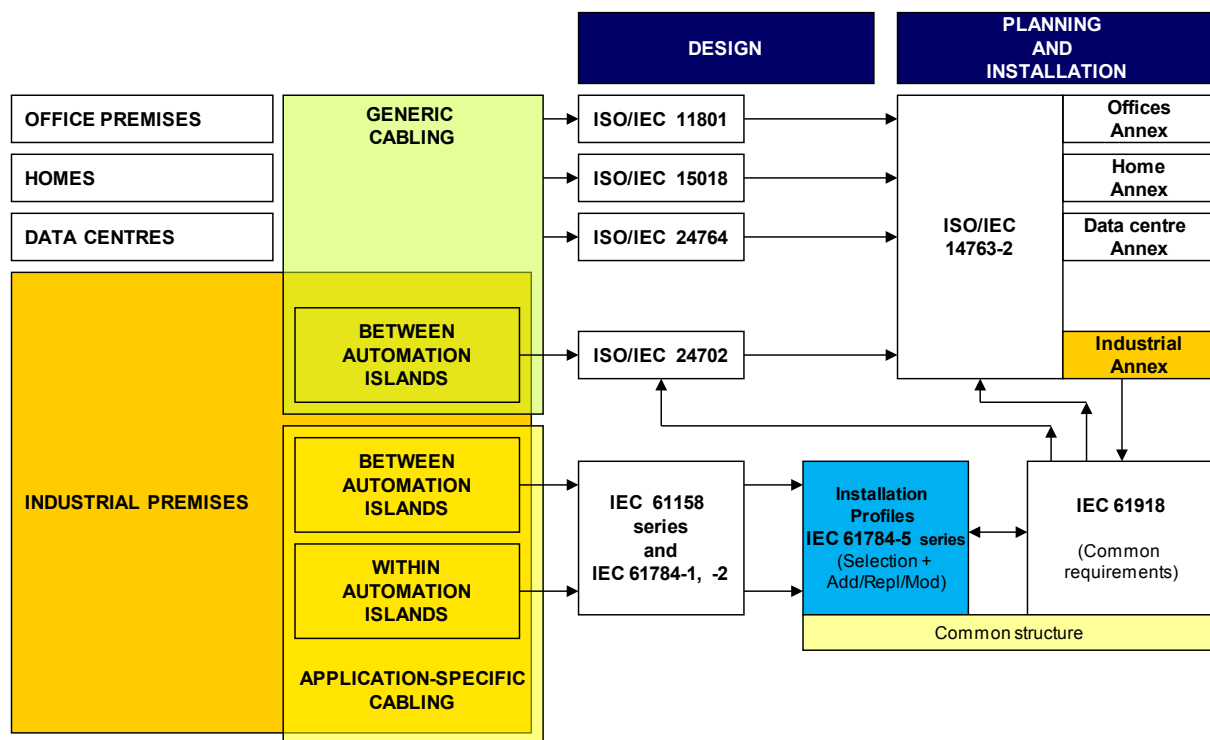 DESIGN
PLANNING
AND
INSTALLATION
OFFICE PREMISES
GENERIC
CABLING
ISO/IEC 11801
Offices
Annex
HOMES
ISO/IEC 15018
Home
Annex
DATA CENTRES
ISO/IEC 24764
ISO/IEC
14763-2
Data centre
Annex
BETWEEN
AUTOMATION
ISLANDS
ISO/IEC 24702
Industrial
Annex
INDUSTRIAL PREMISES
BETWEEN
AUTOMATION
ISLANDS
WITHIN
AUTOMATION
ISLANDS
APPLICATION-SPECIFIC
CABLING
IEC 61158
series
and
IEC 61784-1, -2
Installation
Profiles
IEC 61784-5 series
(Selection +
Add/Repl/Mod)
IEC 61918
(Common
requirements)
Common structure